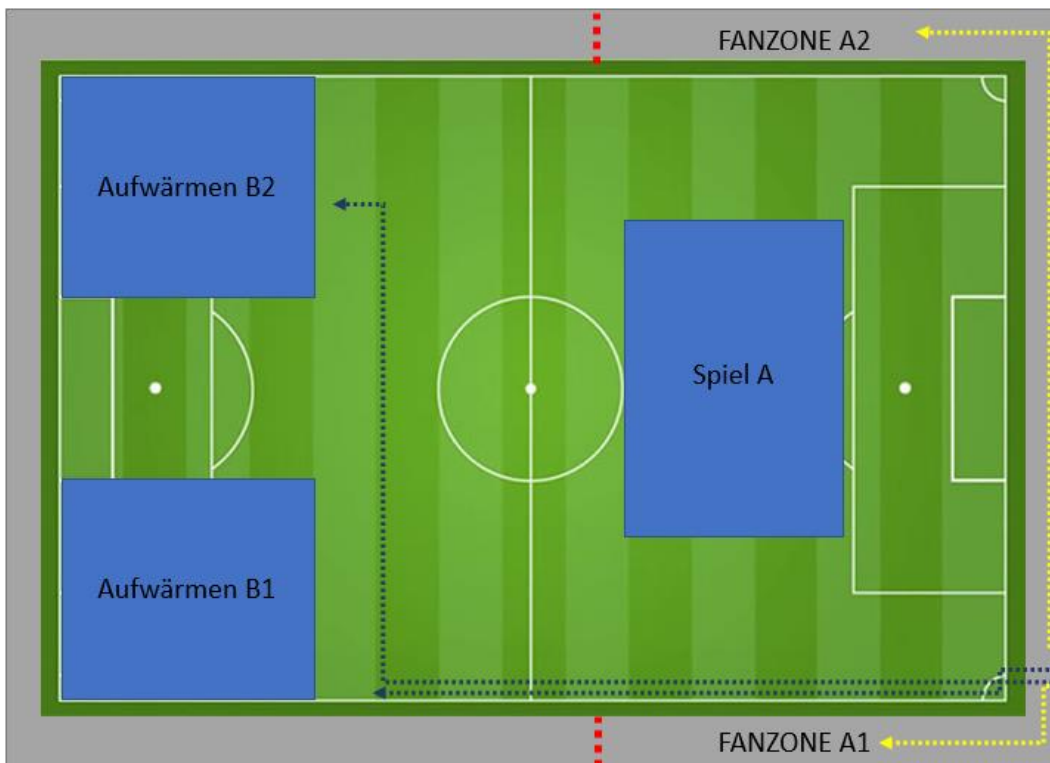 FANZONE A2
Aufwärmen B2
Spiel A
Aufwärmen B1
FANZONE A1